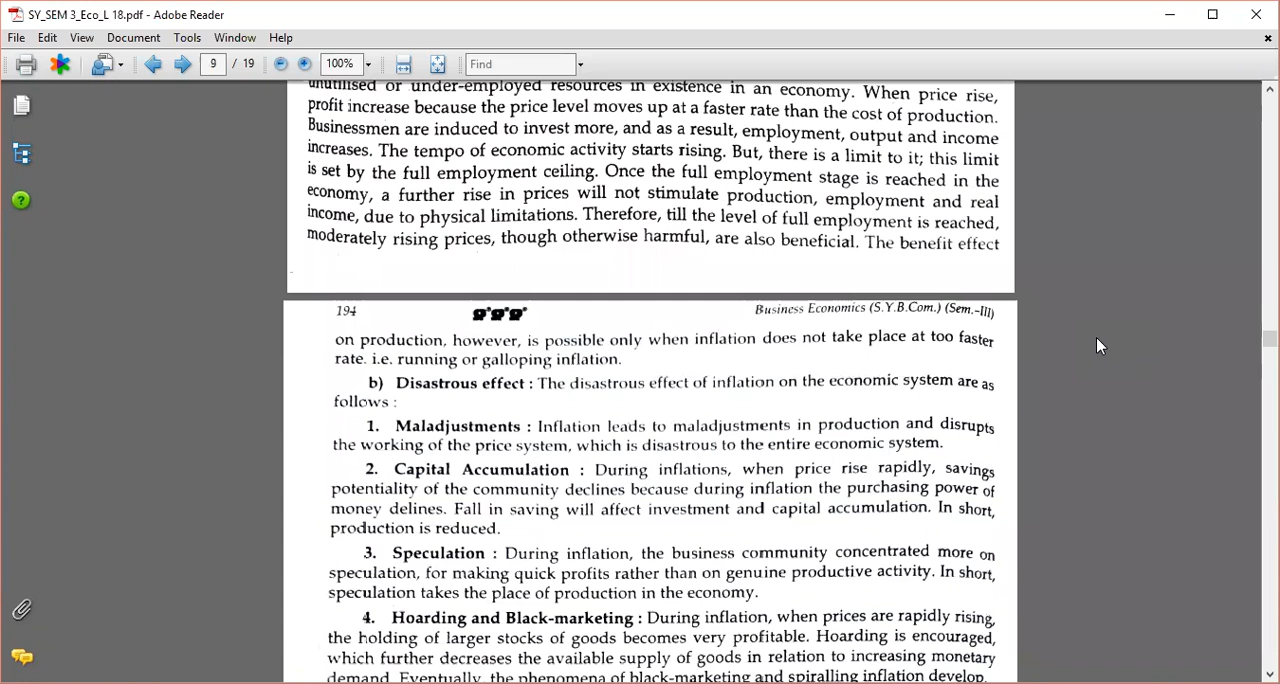 SY_SEM 3_Eco_L 18.pdf - Adobe Reader
File Edit View Document Tools Window Help
9 / 19 100% Find
unutilised or under-employed resources in existence in an economy. When price rise,
profit increase because the price level moves up at a faster rate than the cost of production.
Businessmen are induced to invest more, and as a result, employment, output and income
increases. The tempo of economic activity starts rising. But, there is a limit to it; this limit
is set by the full employment ceiling. Once the full employment stage is reached in the
economy, a further rise in prices will not stimulate production, employment and real
income, due to physical limitations. Therefore, till the level of full employment is reached,
moderately rising prices, though otherwise harmful, are also beneficial. The benefit effect
194 Business Economics (S.Y.B.Com.) (Sem.-III)
on production, however, is possible only when inflation does not take place at too faster
rate. i.e. running or galloping inflation.
b) Disastrous effect : The disastrous effect of inflation on the economic system are as
follows :
1. Maladjustments : Inflation leads to maladjustments in production and disrupts
the working of the price system, which is disastrous to the entire economic system.
2. Capital Accumulation : During inflations, when price rise rapidly, savings
potentiality of the community declines because during inflation the purchasing power of
money delines. Fall in saving will affect investment and capital accumulation. In short,
production is reduced.
3. Speculation : During inflation, the business community concentrated more on
speculation, for making quick profits rather than on genuine productive activity. In short,
speculation takes the place of production in the economy.
4. Hoarding and Black-marketing : During inflation, when prices are rapidly rising,
the holding of larger stocks of goods becomes very profitable. Hoarding is encouraged,
which further decreases the available supply of goods in relation to increasing monetary
demand. Eventually, the phenomena of black-marketing and spiralling inflation develop.